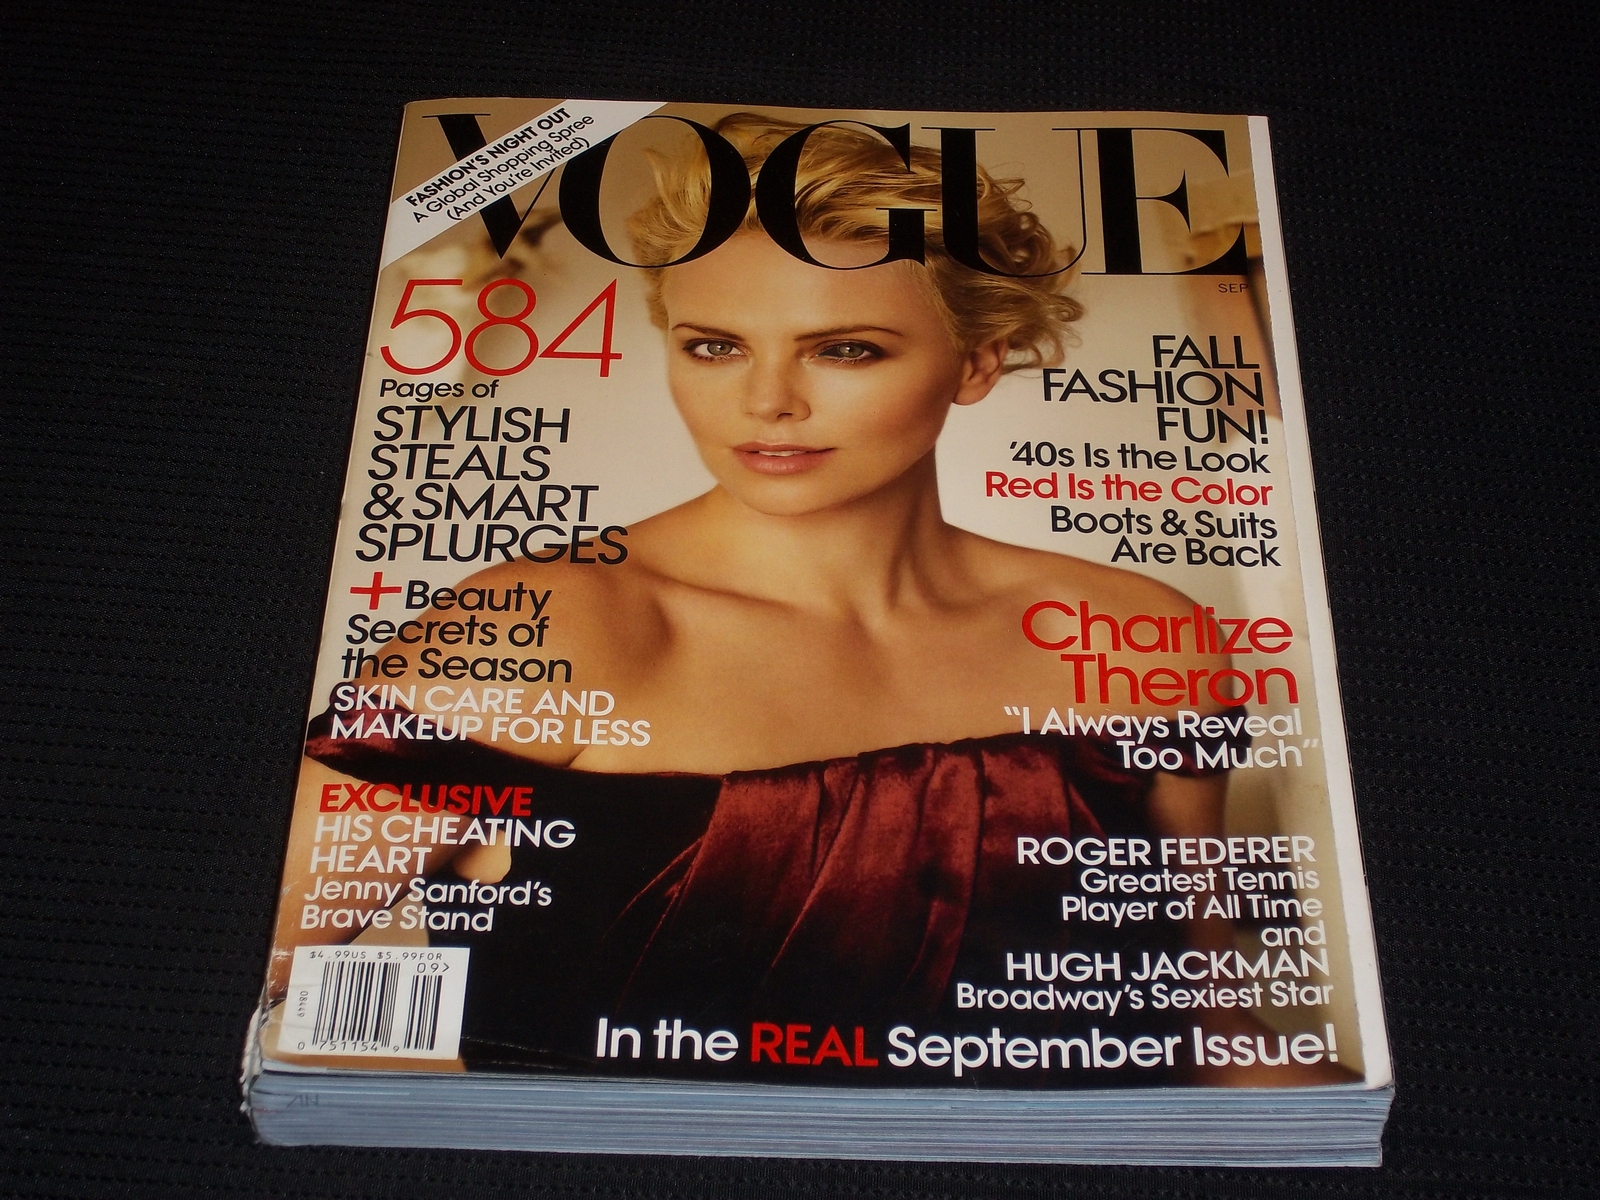 FASHION'S NIGHT OUT
A Global Shopping Spree
(And You're Invited)
VOGUE
SEP
584
Pages of
STYLISH
STEALS
& SMART
SPLURGES
+Beauty
Secrets of
the Season
SKIN CARE AND
MAKEUP FOR LESS
EXCLUSIVE
HIS CHEATING
HEART
Jenny Sanford's
Brave Stand
$4.99US $5.99FOR
09>
08449
0 751154 9
FALL
FASHION
FUN!
'40s Is the Look
Red Is the Color
Boots & Suits
Are Back
Charlize
Theron
“I Always Reveal
Too Much”
ROGER FEDERER
Greatest Tennis
Player of All Time
and
HUGH JACKMAN
Broadway's Sexiest Star
In the REAL September Issue!